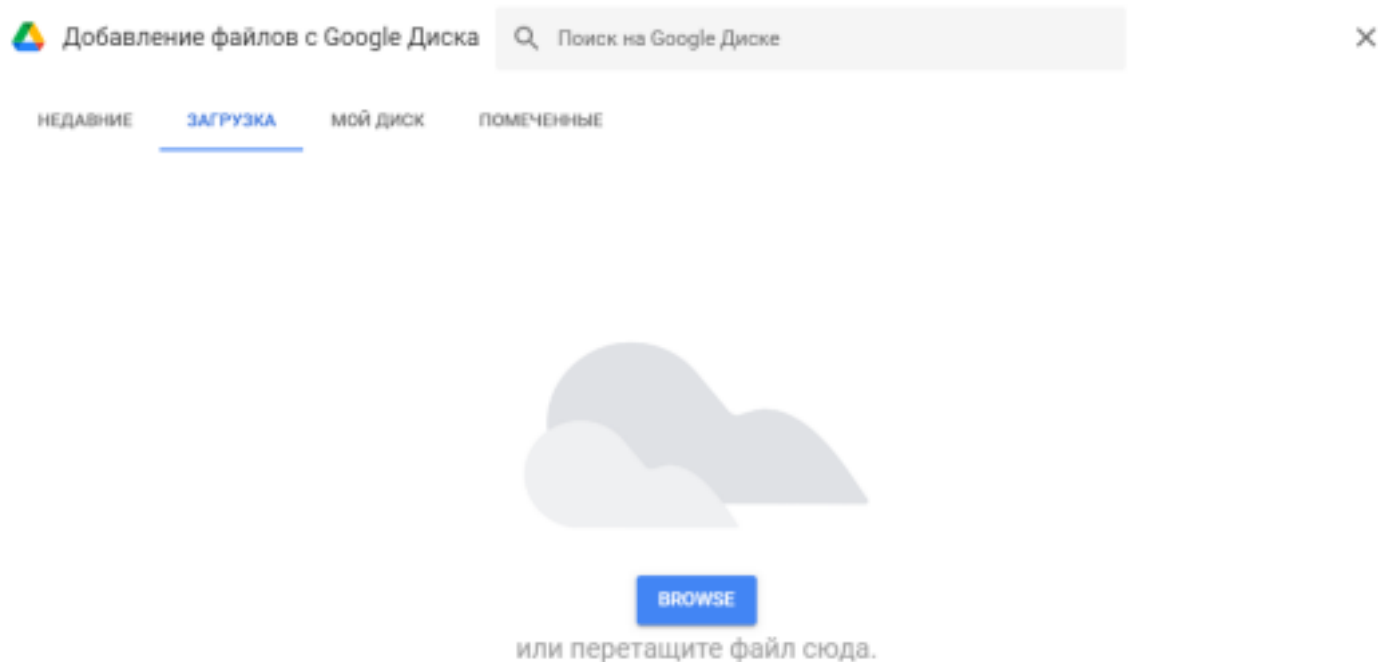 Добавление файлов с Google Диска Поиск на Google Диске
НЕДАВНИЕ ЗАГРУЗКА МОЙ ДИСК ПОМЕЧЕННЫЕ
BROWSE
или перетащите файл сюда.